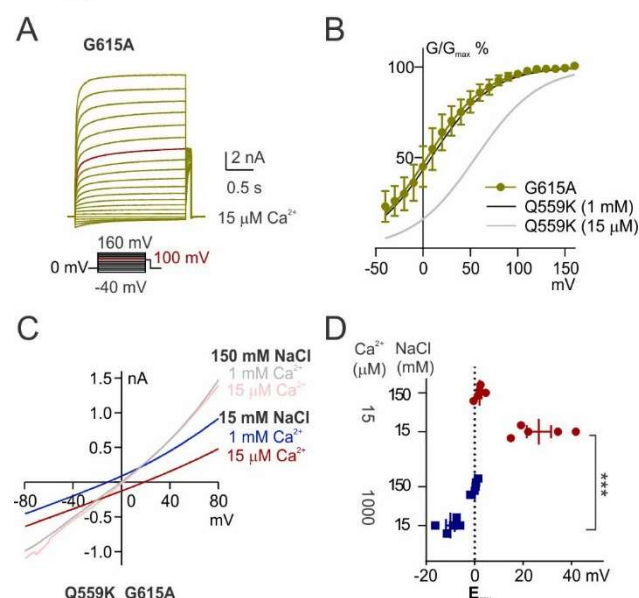 A
G615A
2 nA
0.5 s
15 µM Ca²⁺
160 mV
0 mV
100 mV
-40 mV
B
G/Gmax %
100
50
G615A
Q559K (1 mM)
Q559K (15 µM)
-50 0 50 100 150
mV
C
nA
150 mM NaCl
1 mM Ca²⁺
15 µM Ca²⁺
15 mM NaCl
1 mM Ca²⁺
15 µM Ca²⁺
1.5
1.0
0.5
-80 -40 0 40 80
mV
-0.5
-1.0
Q559K G615A
D
Ca²⁺ NaCl
(µM) (mM)
15
150
15
1000
150
15
***
-20 0 20 40 mV